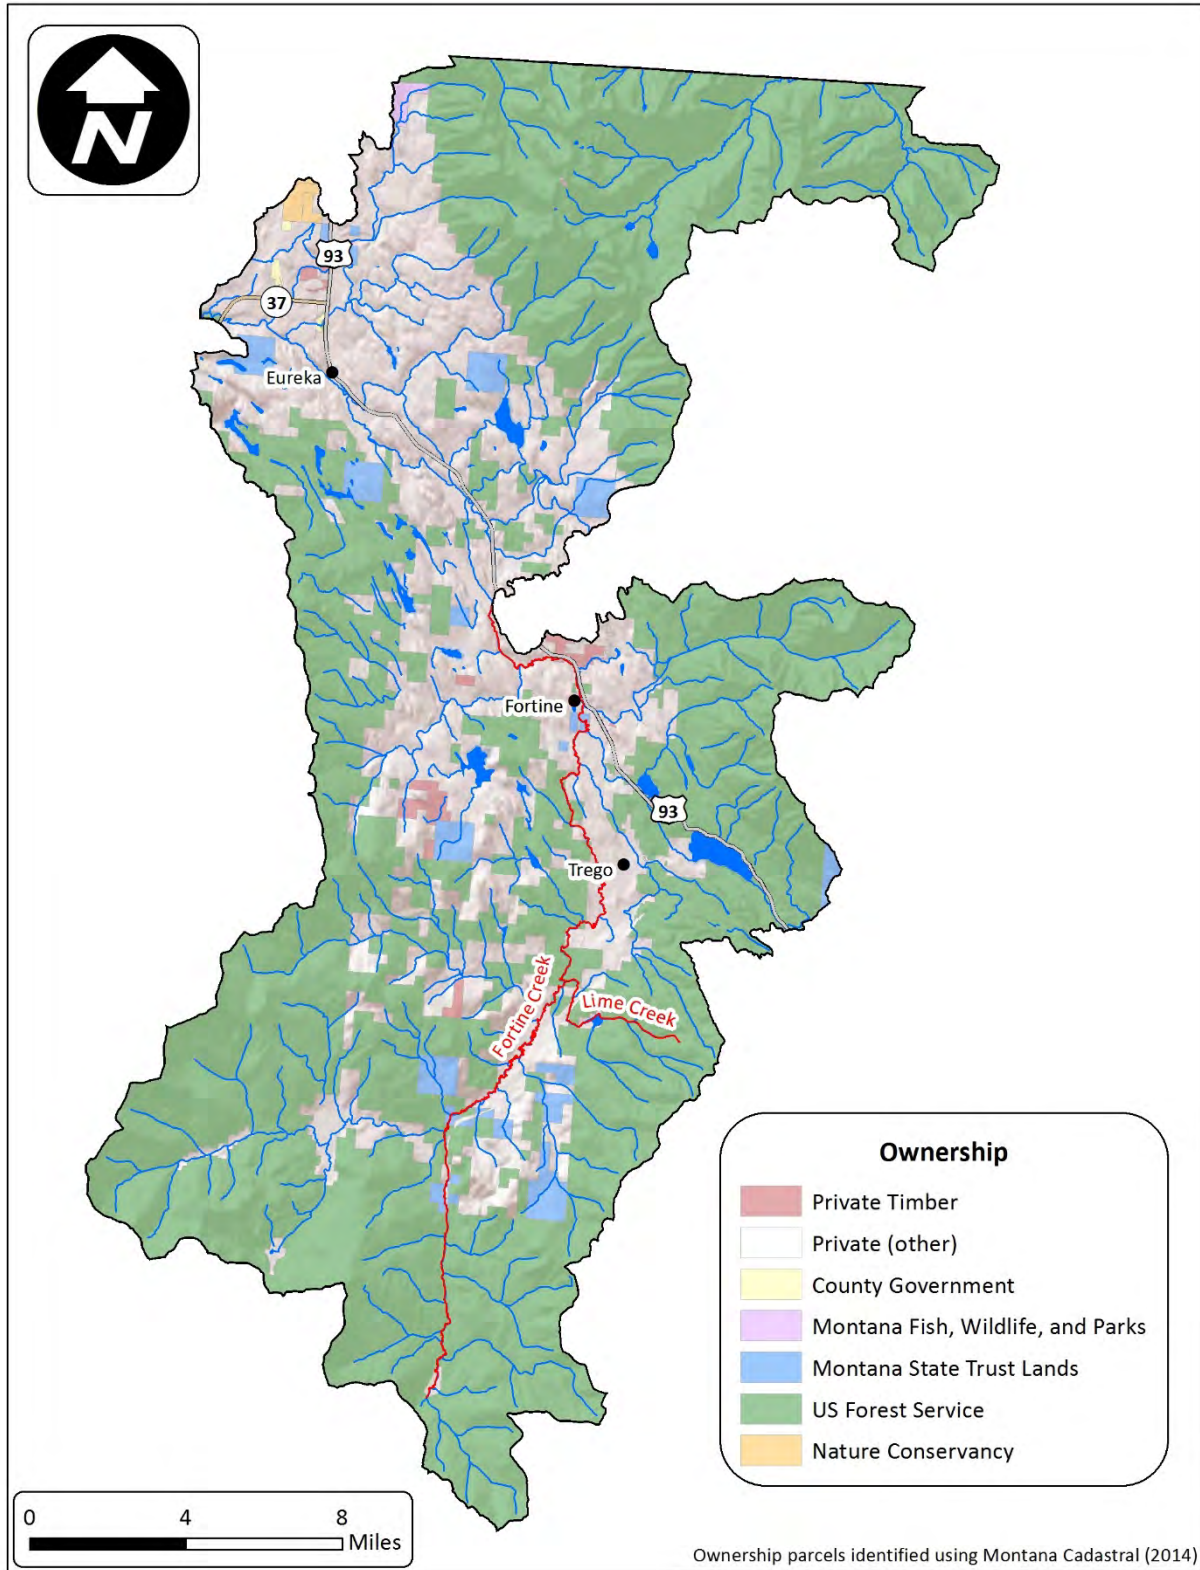 N
93
37
Eureka
Fortine
93
Trego
Fortine Creek
Lime Creek
Ownership
Private Timber
Private (other)
County Government
Montana Fish, Wildlife, and Parks
Montana State Trust Lands
US Forest Service
Nature Conservancy
0 4 8
Miles
Ownership parcels identified using Montana Cadastral (2014)